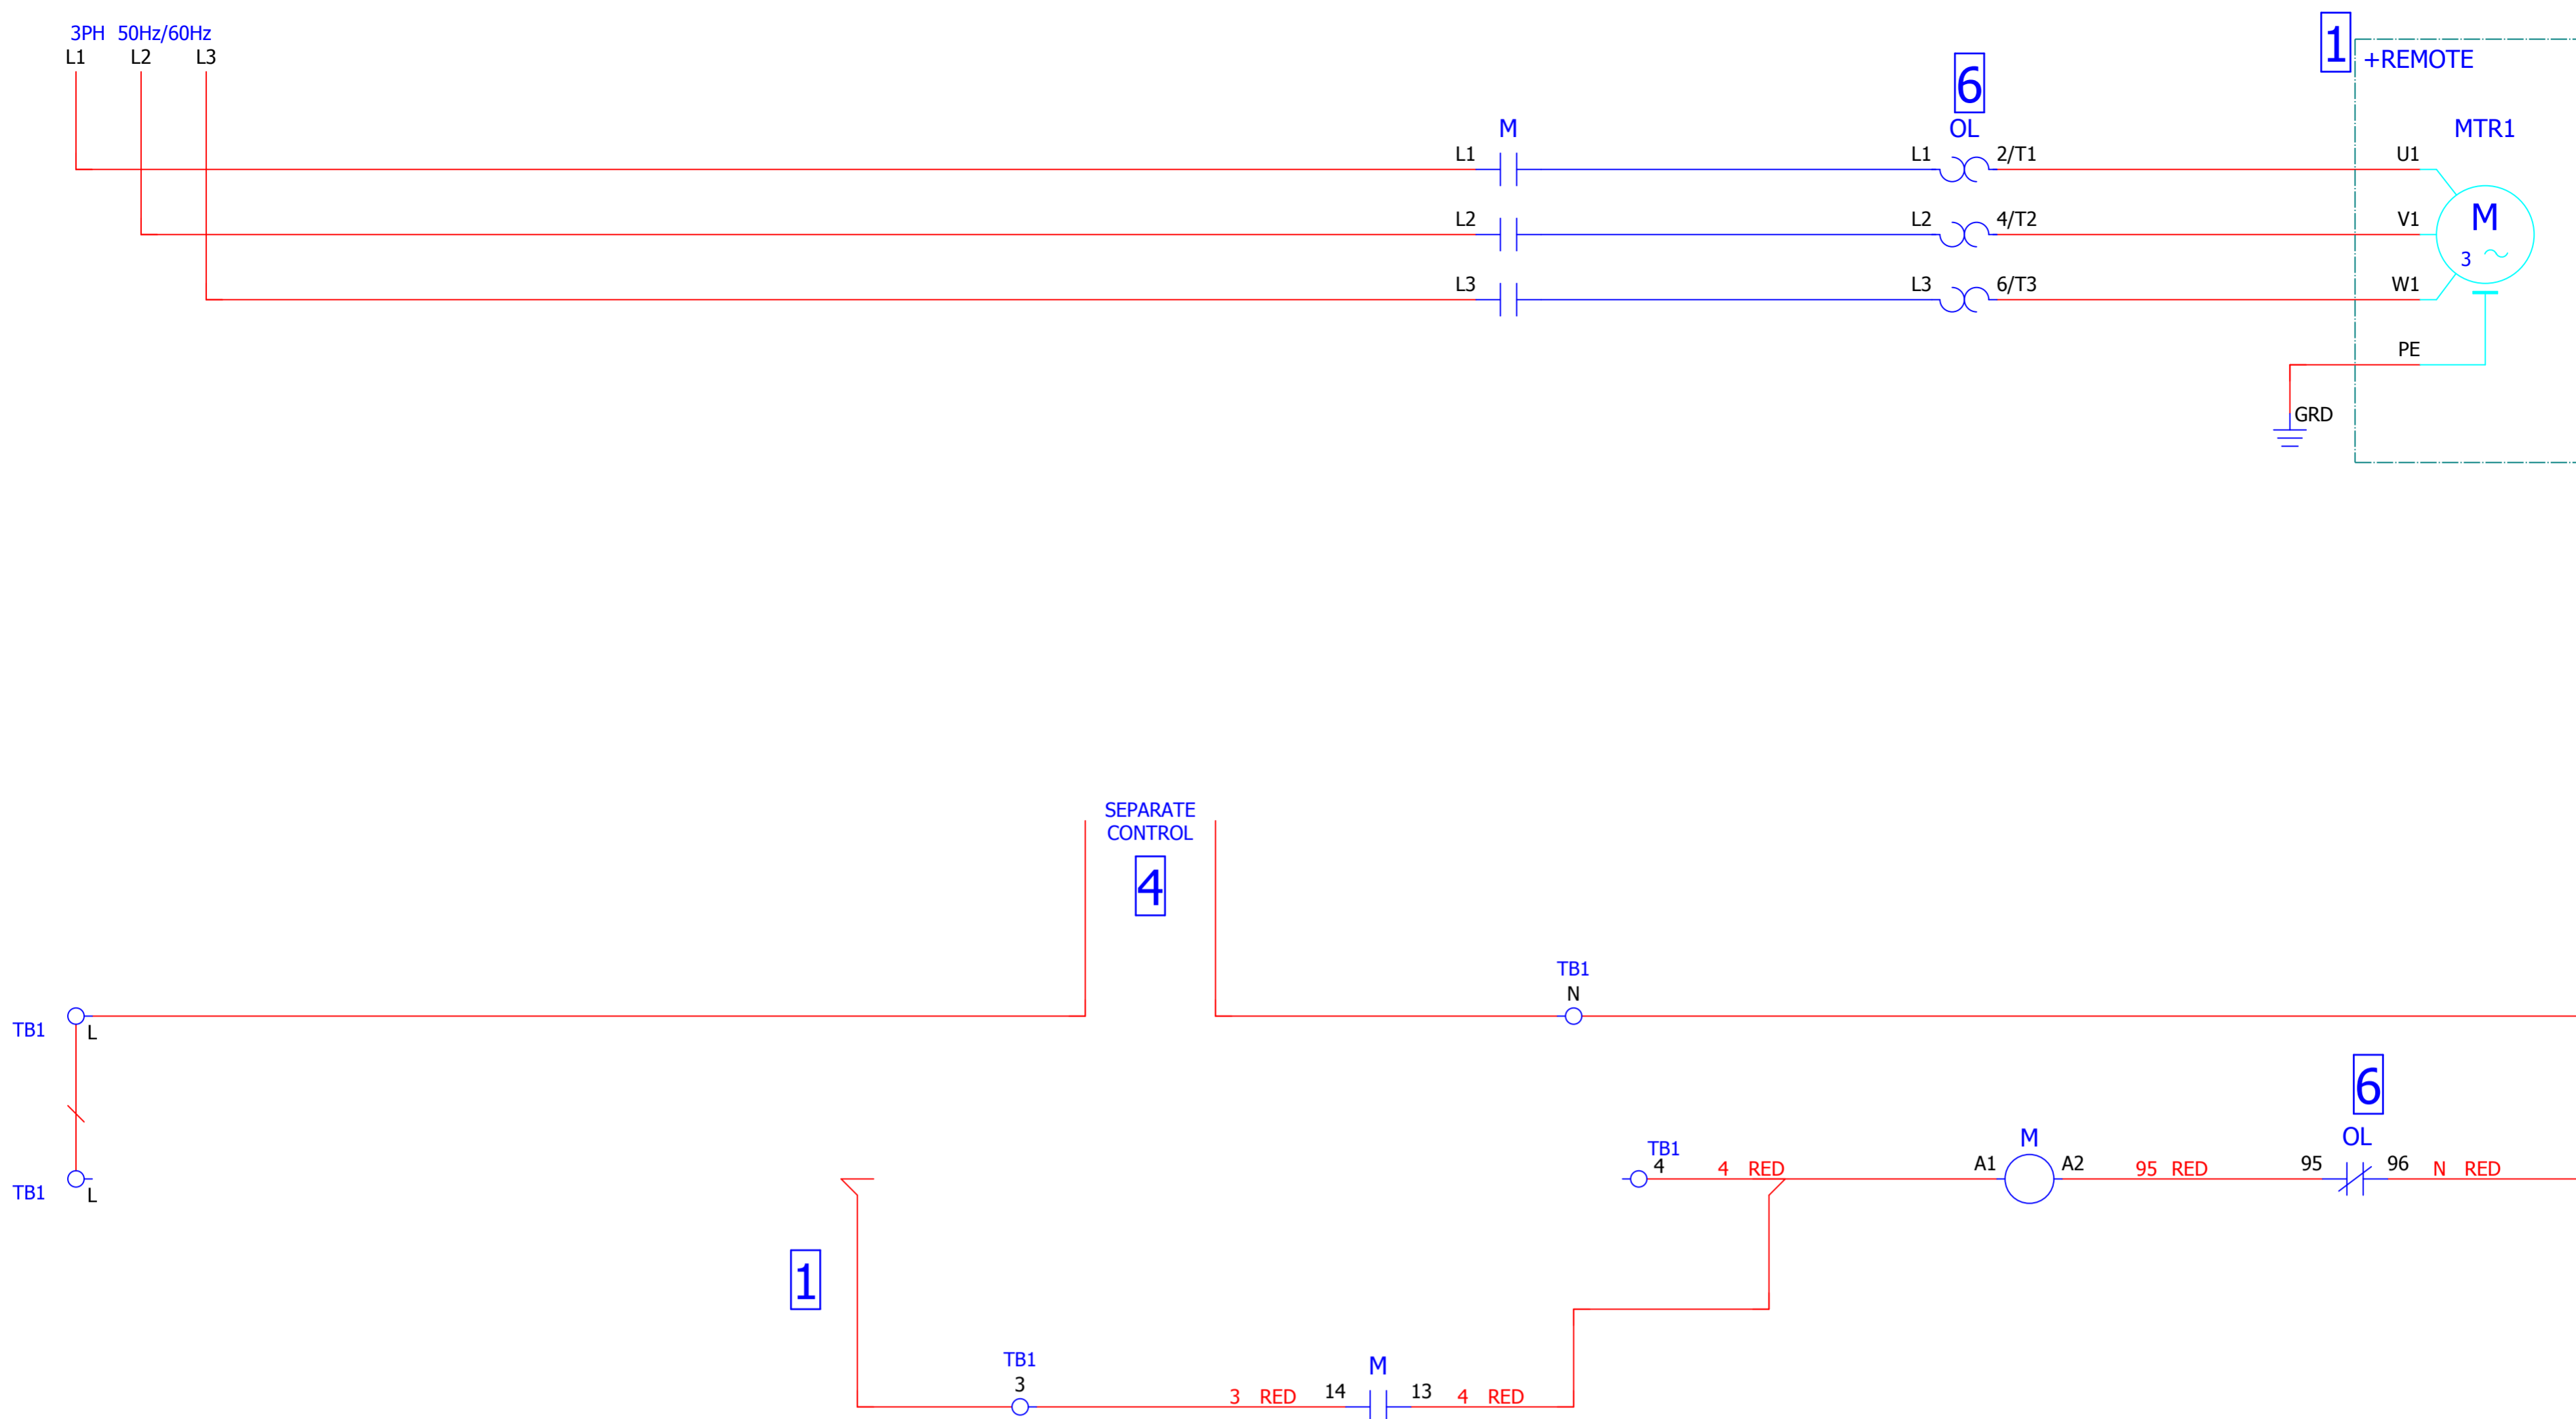 3PH 50Hz/60Hz
L1 L2 L3
1
+REMOTE
6
M OL MTR1
L1 L1 2/T1 U1
M
3
L2 L2 4/T2 V1
L3 L3 6/T3 W1
PE
GRD
SEPARATE
CONTROL
4
TB1
N
TB1
L
6
TB1
4
4 RED
M
A1 A2
95 RED
OL
95 96
N RED
TB1
L
1
TB1
3
3 RED
M
14 13
4 RED